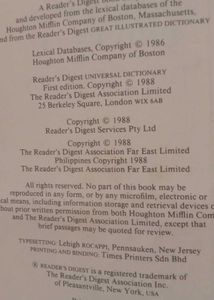 A Reader's Digest
and developed from the lexical databases of the
Houghton Mifflin Company of Boston, Massachusetts,
and from the Reader's Digest GREAT ILLUSTRATED DICTIONARY
Lexical Databases, Copyright © 1986
Houghton Mifflin Company of Boston
Reader's Digest UNIVERSAL DICTIONARY
First edition. Copyright © 1988
The Reader's Digest Association Limited
25 Berkeley Square, London W1X 6AB
Copyright © 1988
Reader's Digest Services Pty Ltd
Copyright © 1988
The Reader's Digest Association Far East Limited
Philippines Copyright 1988
The Reader's Digest Association Far East Limited
All rights reserved. No part of this book may be
reproduced in any form, or by any microfilm, electronic or
cal means, including information storage and retrieval devices o
hout prior written permission from both Houghton Mifflin Com
and The Reader's Digest Association Limited, except that
brief passages may be quoted for review.
TYPESETTING: Lehigh ROCAPPI, Pennsauken, New Jersey
PRINTING AND BINDING: Times Printers Sdn Bhd
® READER'S DIGEST is a registered trademark of
The Reader's Digest Association Inc.
of Pleasantville, New York, USA